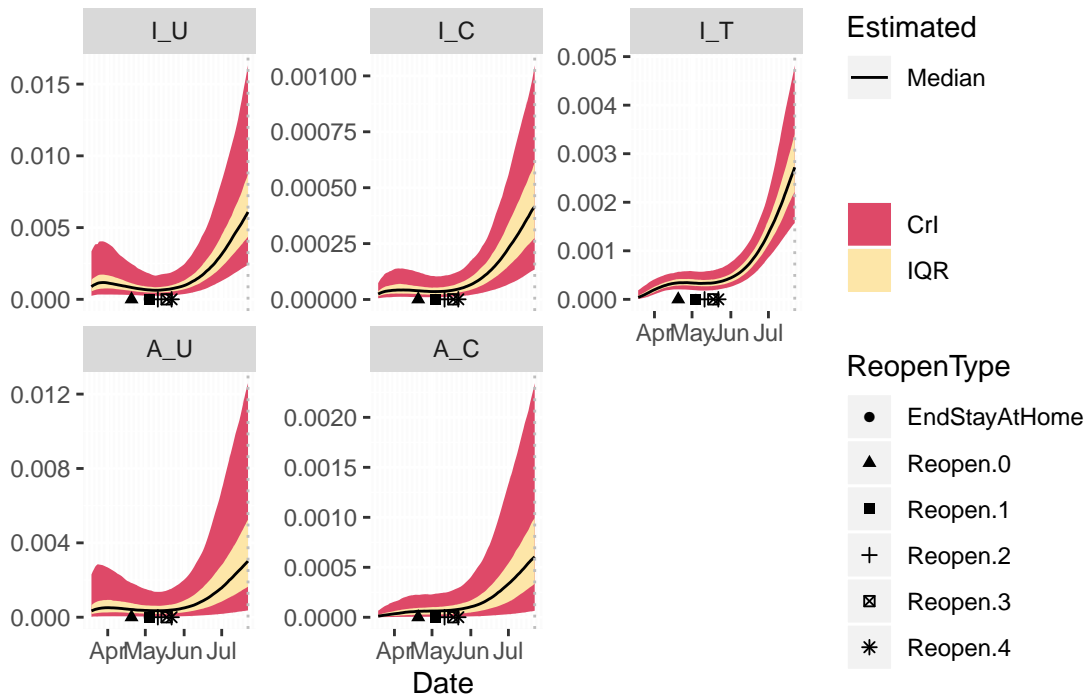 I_U
I_C
I_T
0.015
0.010
0.005
0.000
0.00100
0.00075
0.00050
0.00025
0.00000
0.005
0.004
0.003
0.002
0.001
0.000
Apr May Jun Jul
A_U
A_C
0.012
0.008
0.004
0.000
0.0020
0.0015
0.0010
0.0005
0.0000
Apr May Jun Jul
Apr May Jun Jul
Date
Estimated
Median
CrI
IQR
ReopenType
EndStayAtHome
Reopen.0
Reopen.1
Reopen.2
Reopen.3
Reopen.4